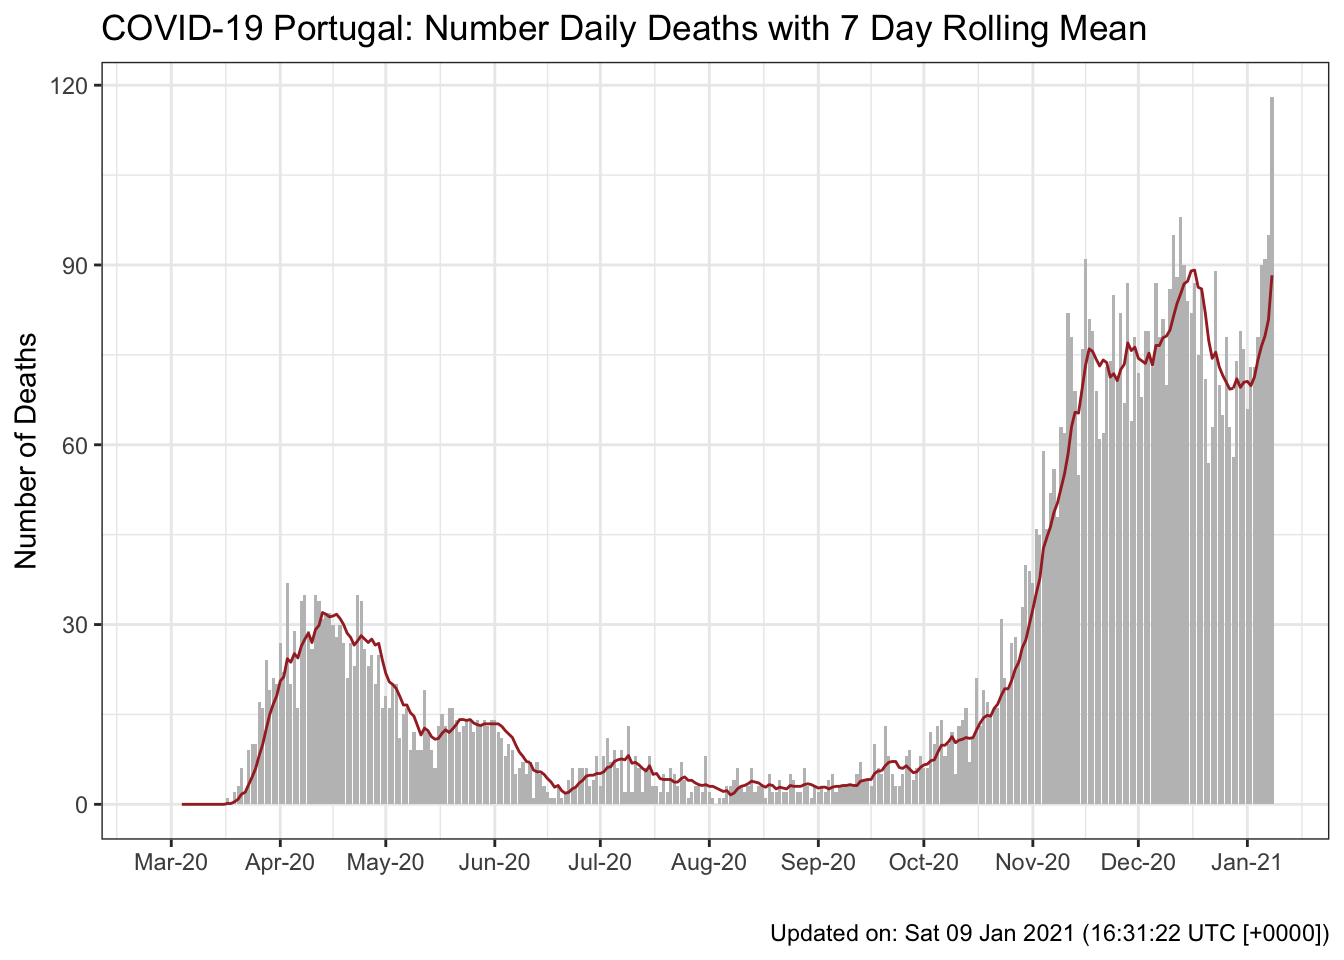 COVID-19 Portugal: Number Daily Deaths with 7 Day Rolling Mean
Number of Deaths
120
90
60
30
0
Mar-20 Apr-20 May-20 Jun-20 Jul-20 Aug-20 Sep-20 Oct-20 Nov-20 Dec-20 Jan-21
Updated on: Sat 09 Jan 2021 (16:31:22 UTC [+0000])